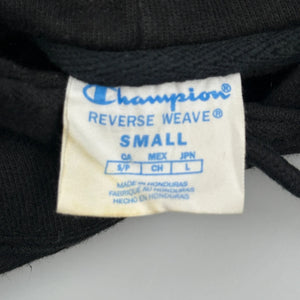 Champion®
REVERSE WEAVE®
SMALL
CA MEX JPN
S/P CH L
MADE IN HONDURAS
FABRIQUÉ AU HONDURAS
HECHO EN HONDURAS